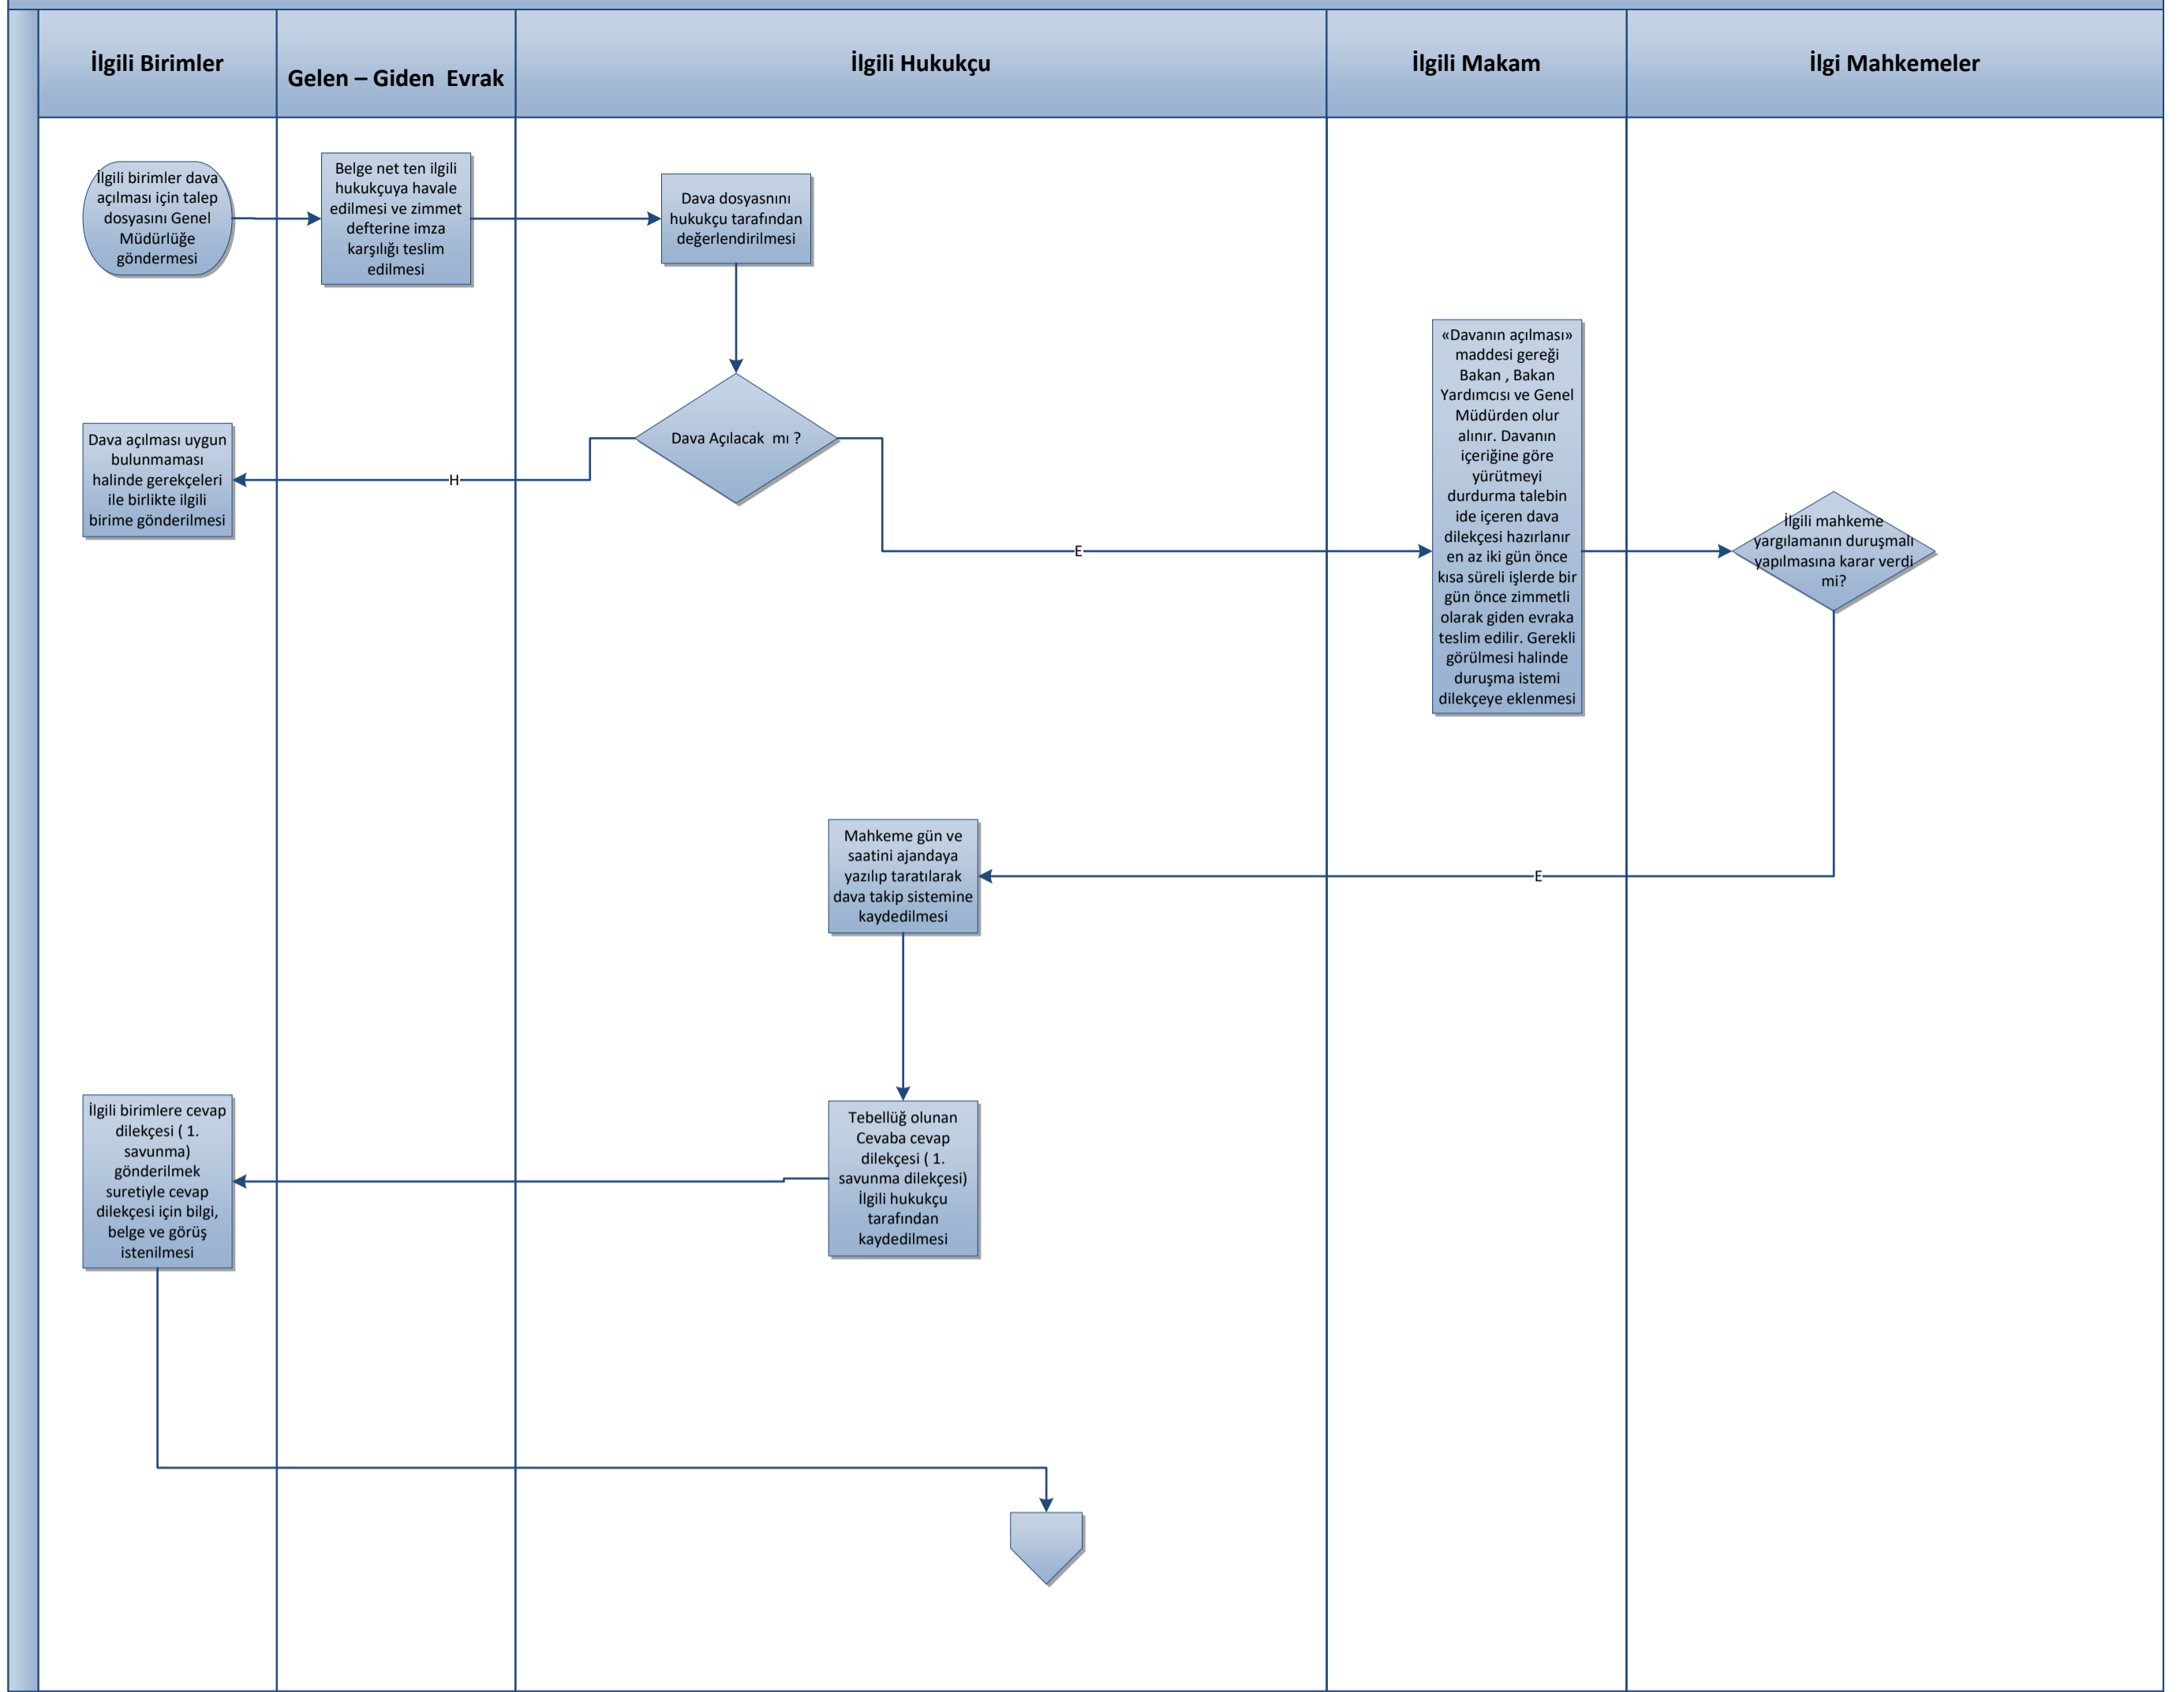 İlgili Birimler
Gelen – Giden Evrak
İlgili Hukukçu
İlgili Makam
İlgi Mahkemeler
İlgili birimler dava
açılması için talep
dosyasını Genel
Müdürlüğe
göndermesi
Belge net ten ilgili
hukukçuya havale
edilmesi ve zimmet
defterine imza
karşılığı teslim
edilmesi
Dava dosyasnını
hukukçu tarafından
değerlendirilmesi
Dava Açılacak mı ?
H
E
Dava açılması uygun
bulunmaması
halinde gerekçeleri
ile birlikte ilgili
birime gönderilmesi
«Davanın açılması»
maddesi gereği
Bakan , Bakan
Yardımcısı ve Genel
Müdürden olur
alınır. Davanın
içeriğine göre
yürütmeyi
durdurma talebin
ide içeren dava
dilekçesi hazırlanır
en az iki gün önce
kısa süreli işlerde bir
gün önce zimmetli
olarak giden evraka
teslim edilir. Gerekli
görülmesi halinde
duruşma istemi
dilekçeye eklenmesi
İlgili mahkeme
yargılamanın duruşmalı
yapılmasına karar verdi
mi?
E
Mahkeme gün ve
saatini ajandaya
yazılıp taratılarak
dava takip sistemine
kaydedilmesi
Tebellüğ olunan
Cevaba cevap
dilekçesi ( 1.
savunma dilekçesi)
İlgili hukukçu
tarafından
kaydedilmesi
İlgili birimlere cevap
dilekçesi ( 1.
savunma)
gönderilmek
suretiyle cevap
dilekçesi için bilgi,
belge ve görüş
istenilmesi